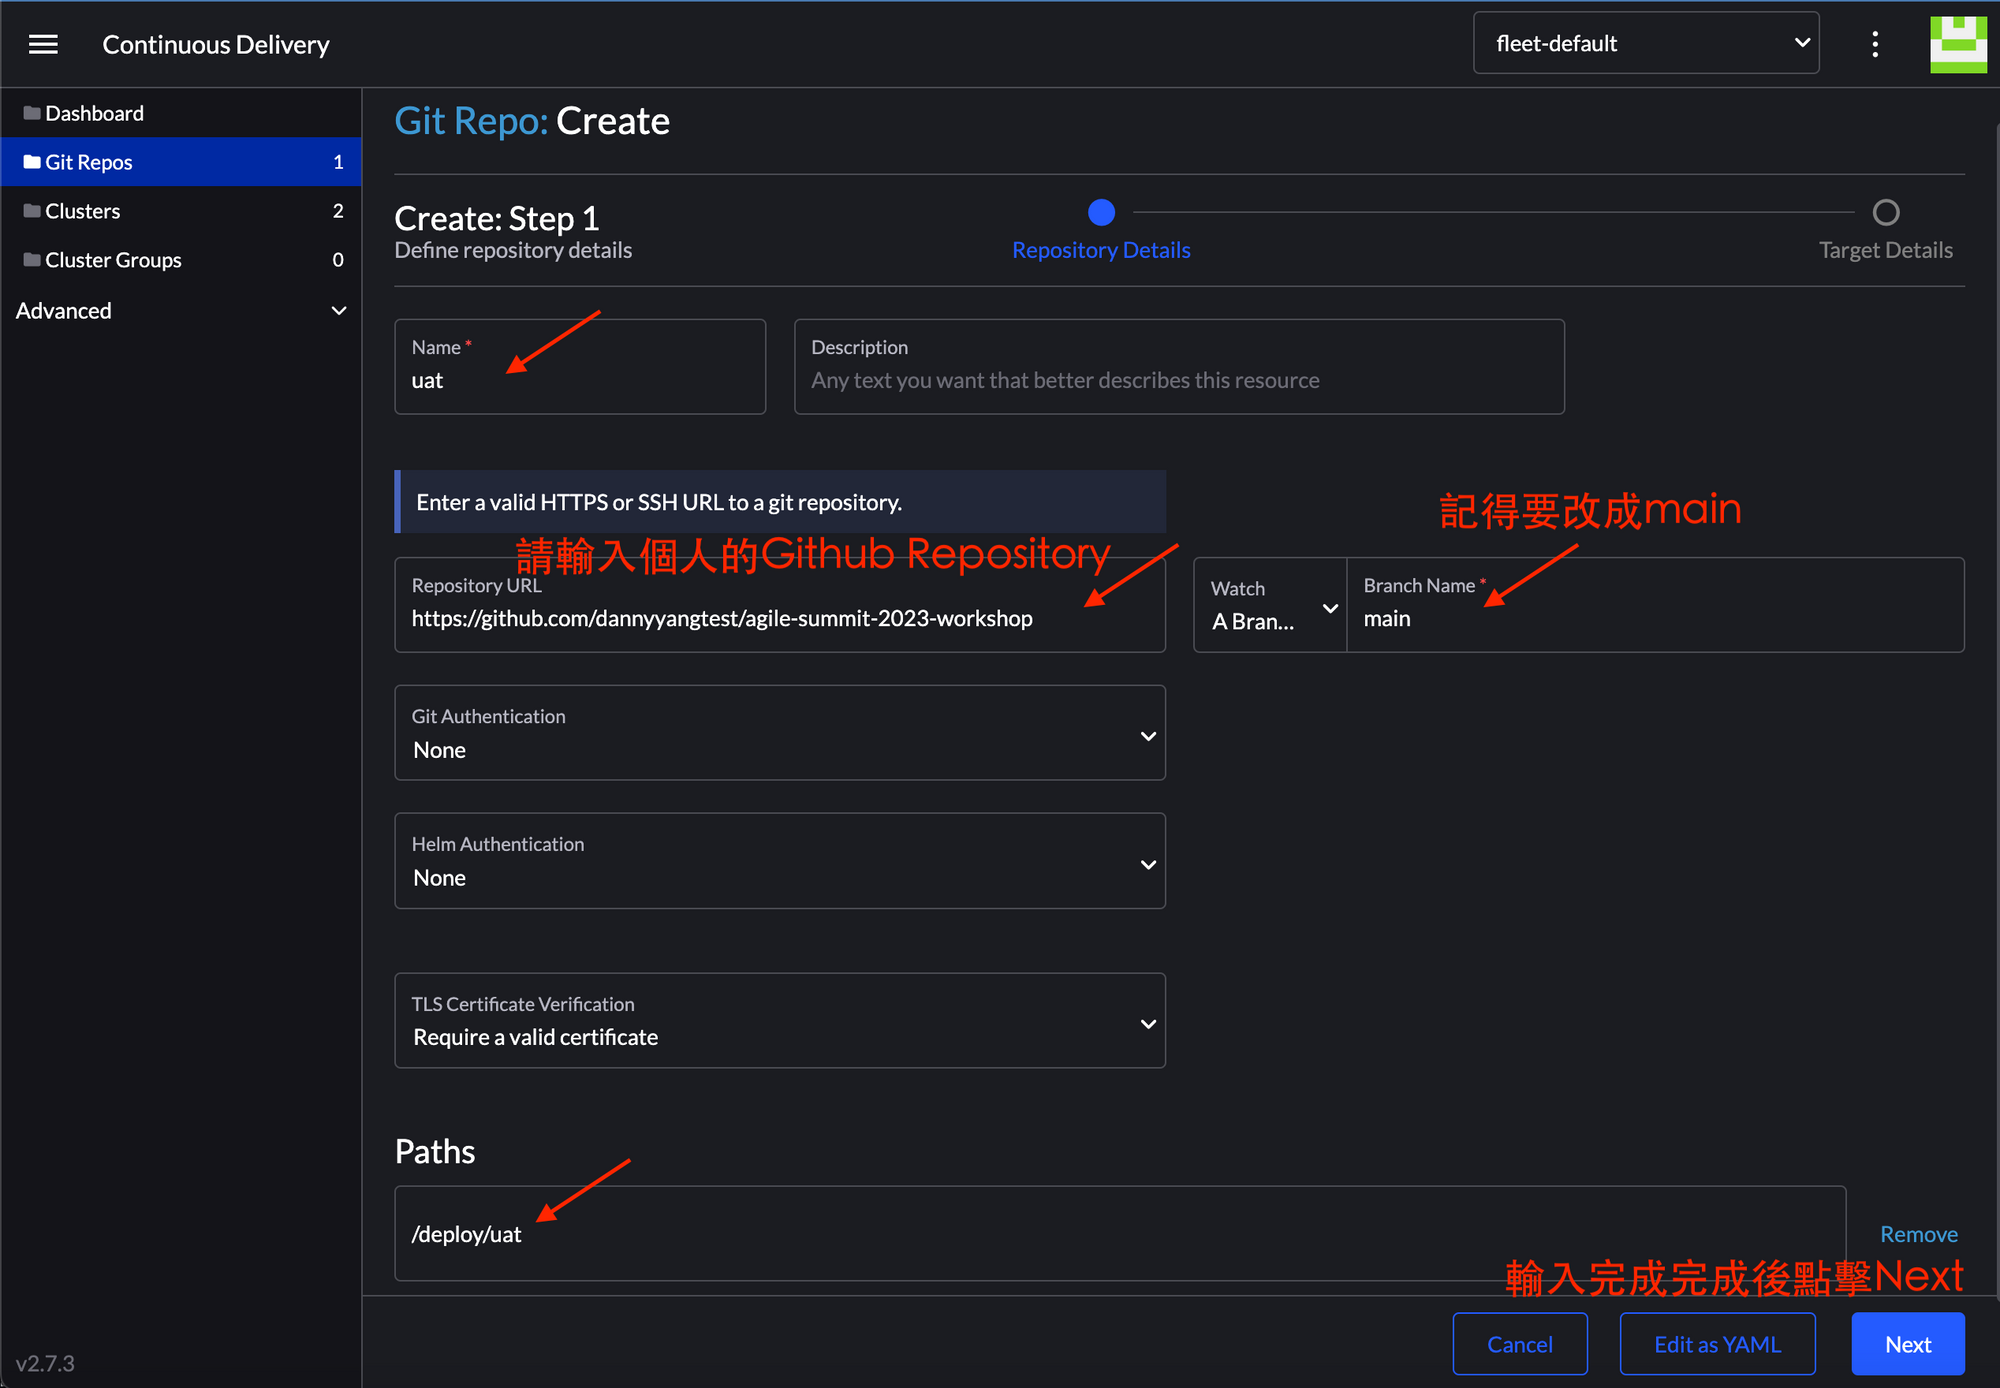 Continuous Delivery
fleet-default
Dashboard
Git Repos 1
Clusters 2
Cluster Groups 0
Advanced
v2.7.3
Git Repo: Create
Create: Step 1
Define repository details
Repository Details
Target Details
Name *
uat
Description
Any text you want that better describes this resource
Enter a valid HTTPS or SSH URL to a git repository.
記得要改成main
請輸入個人的Github Repository
Repository URL
https://github.com/dannyyangtest/agile-summit-2023-workshop
Watch
A Bran...
Branch Name *
main
Git Authentication
None
Helm Authentication
None
TLS Certificate Verification
Require a valid certificate
Paths
/deploy/uat
Remove
輸入完成完成後點擊Next
Cancel
Edit as YAML
Next